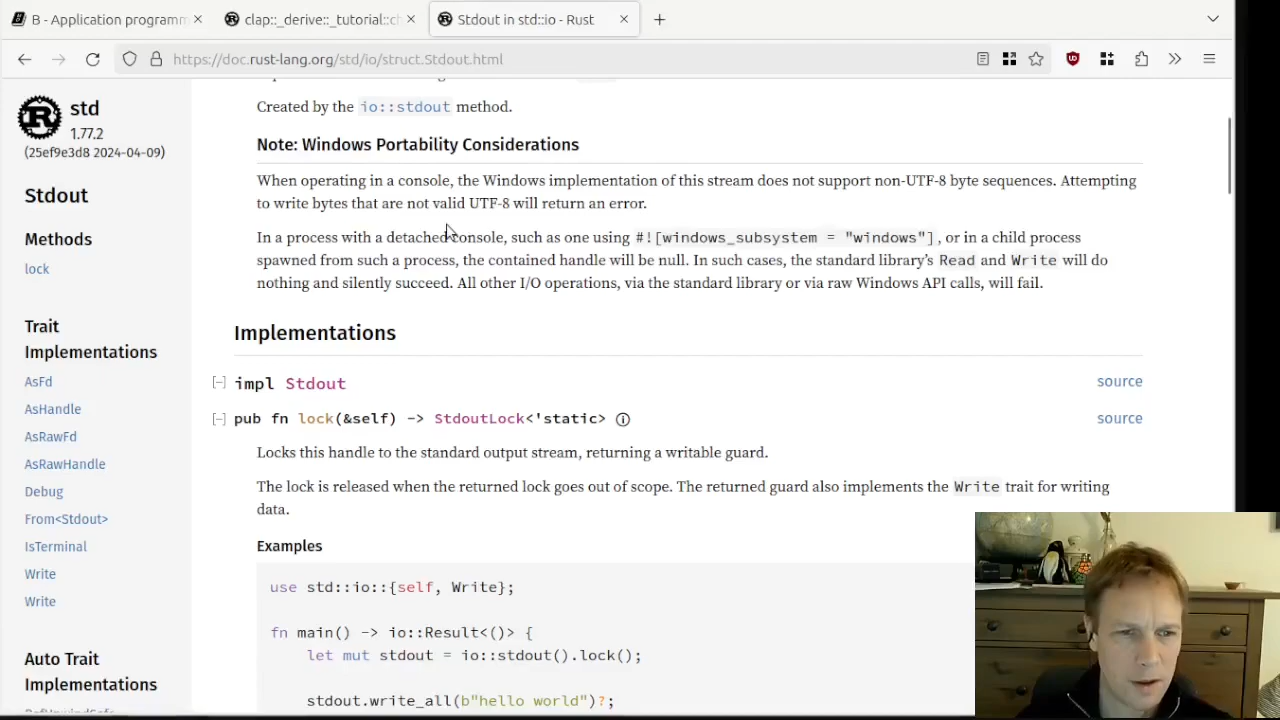 B - Application programm
clap::_derive::_tutorial::ch
Stdout in std::io - Rust
https://doc.rust-lang.org/std/io/struct.Stdout.html
std
1.77.2
(25ef9e3d8 2024-04-09)
Stdout
Methods
lock
Trait
Implementations
AsFd
AsHandle
AsRawFd
AsRawHandle
Debug
From<Stdout>
IsTerminal
Write
Write
Auto Trait
Implementations
Created by the io::stdout method.
Note: Windows Portability Considerations
When operating in a console, the Windows implementation of this stream does not support non-UTF-8 byte sequences. Attempting
to write bytes that are not valid UTF-8 will return an error.
In a process with a detached console, such as one using #![windows_subsystem = "windows"], or in a child process
spawned from such a process, the contained handle will be null. In such cases, the standard library's Read and Write will do
nothing and silently succeed. All other I/O operations, via the standard library or via raw Windows API calls, will fail.
Implementations
[-] impl Stdout source
[-] pub fn lock(&self) -> StdoutLock<'static> ⓘ source
Locks this handle to the standard output stream, returning a writable guard.
The lock is released when the returned lock goes out of scope. The returned guard also implements the Write trait for writing
data.
Examples
use std::io::{self, Write};
fn main() -> io::Result<()> {
let mut stdout = io::stdout().lock();
stdout.write_all(b"hello world")?;